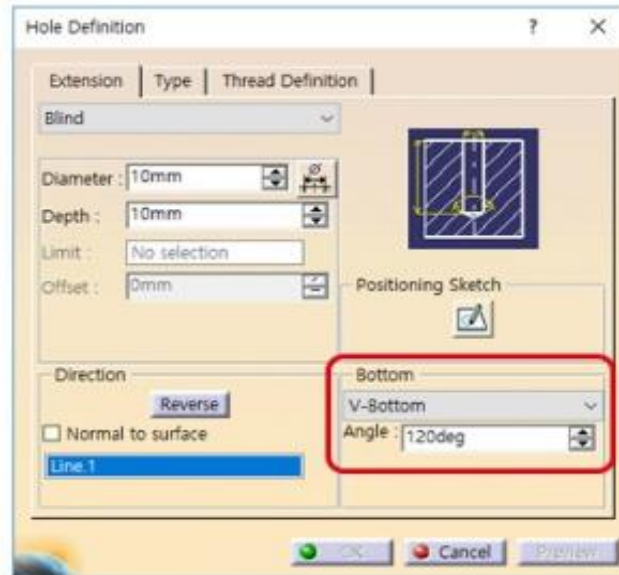 Hole Definition ? ×
Extension Type Thread Definition
Blind
Diameter : 10mm
Depth : 10mm
Limit : No selection
Offset : 0mm
Positioning Sketch
Direction
Reverse
Normal to surface
Line.1
Bottom
V-Bottom
Angle : 120deg
OK Cancel Preview